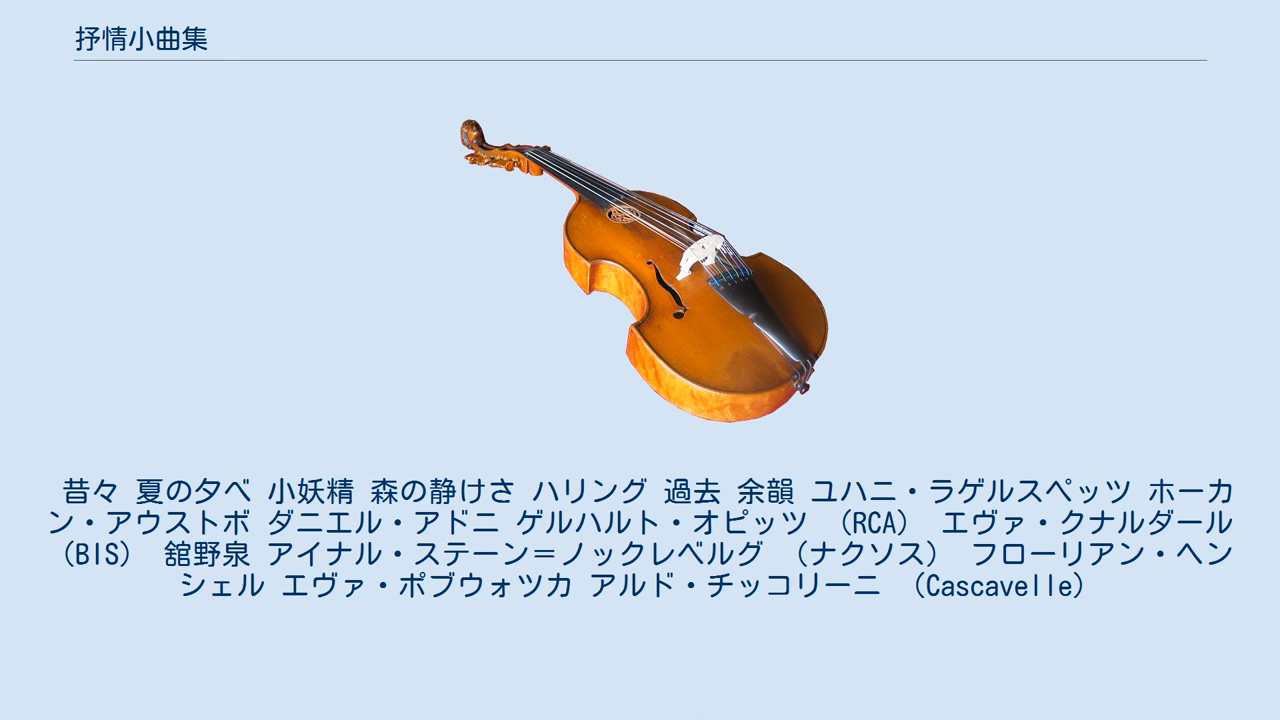 抒情小曲集
昔々 夏の夕べ 小妖精 森の静けさ ハリング 過去 余韻 ユハニ・ラゲルスペッツ ホーカ
ン・アウストボ ダニエル・アドニ ゲルハルト・オピッツ （RCA） エヴァ・クナルダール
（BIS） 舘野泉 アイナル・ステーン＝ノックレベルグ （ナクソス） フローリアン・ヘン
シェル エヴァ・ポブウォツカ アルド・チッコリーニ （Cascavelle）